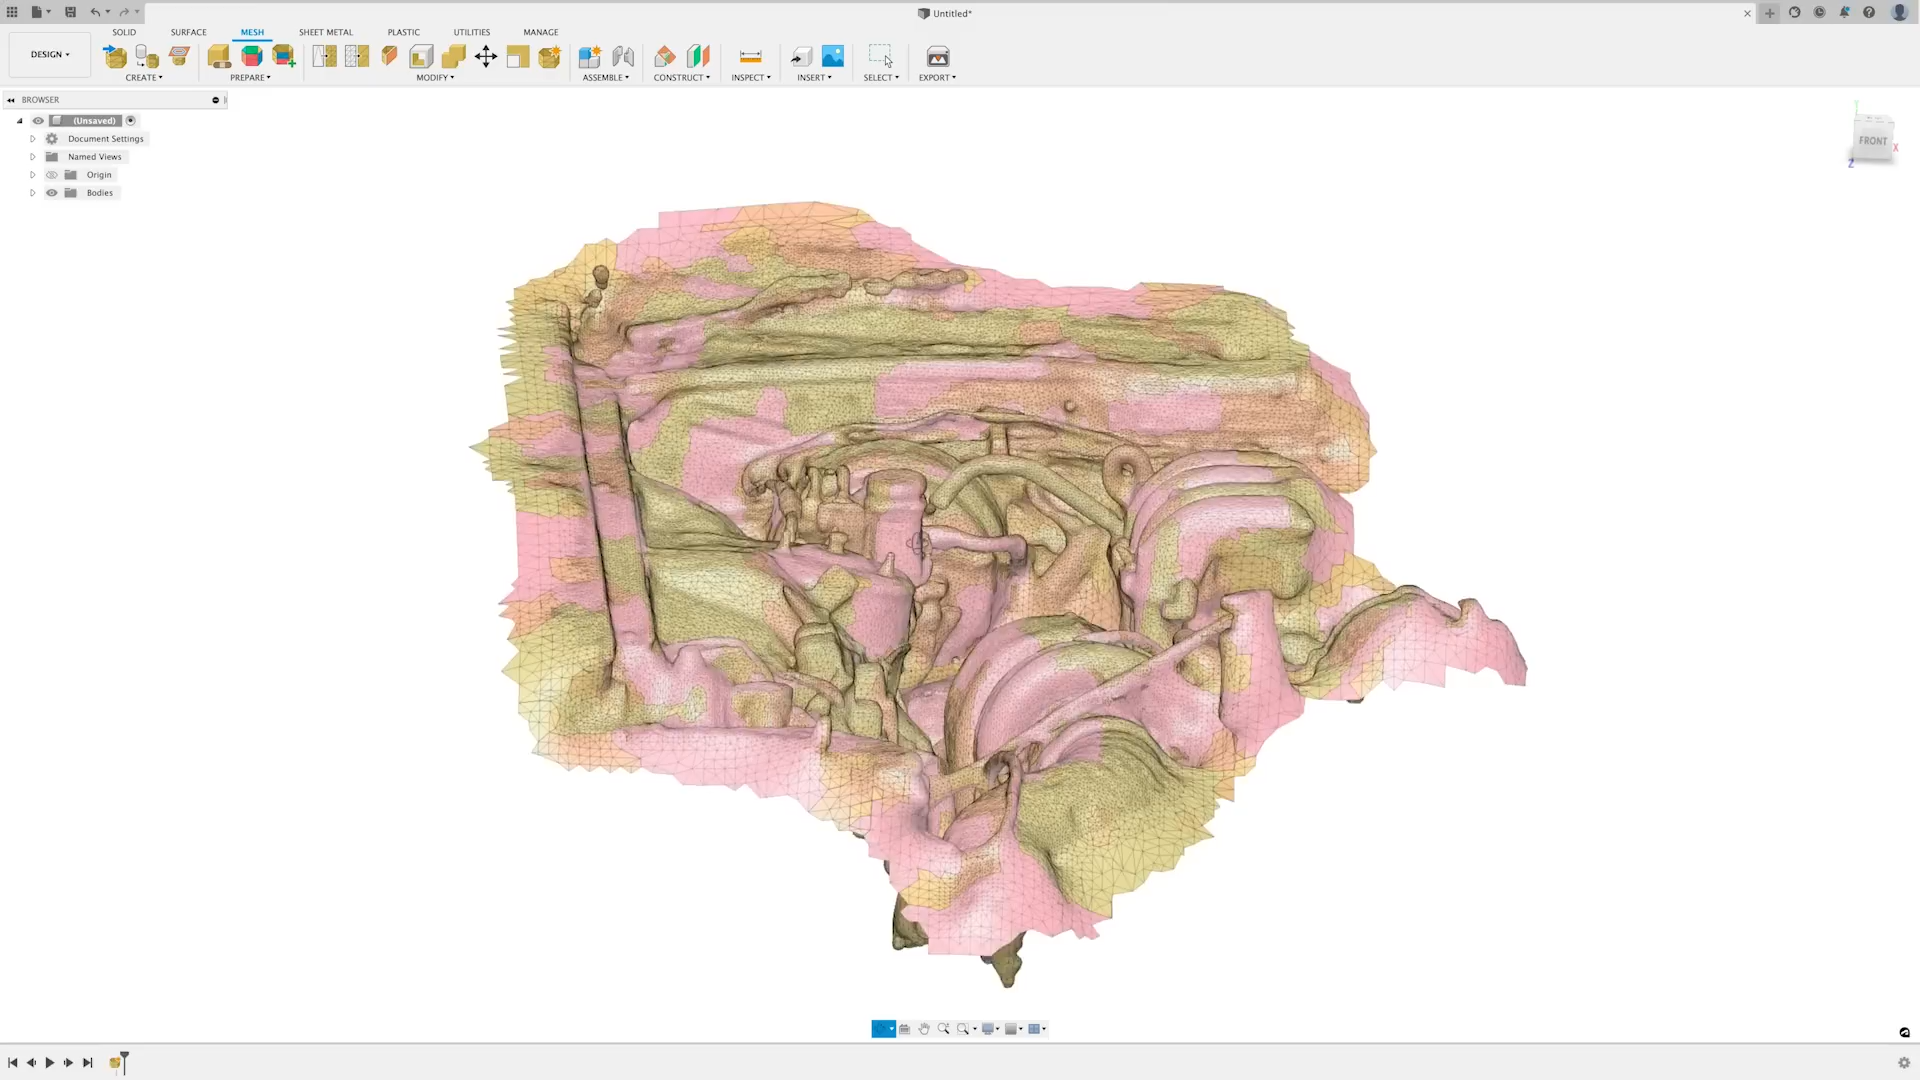 Untitled*
DESIGN
SOLID SURFACE MESH SHEET METAL PLASTIC UTILITIES MANAGE
CREATE PREPARE MODIFY ASSEMBLE CONSTRUCT INSPECT INSERT SELECT EXPORT
BROWSER
(Unsaved)
Document Settings
Named Views
Origin
Bodies
FRONT
X
Z